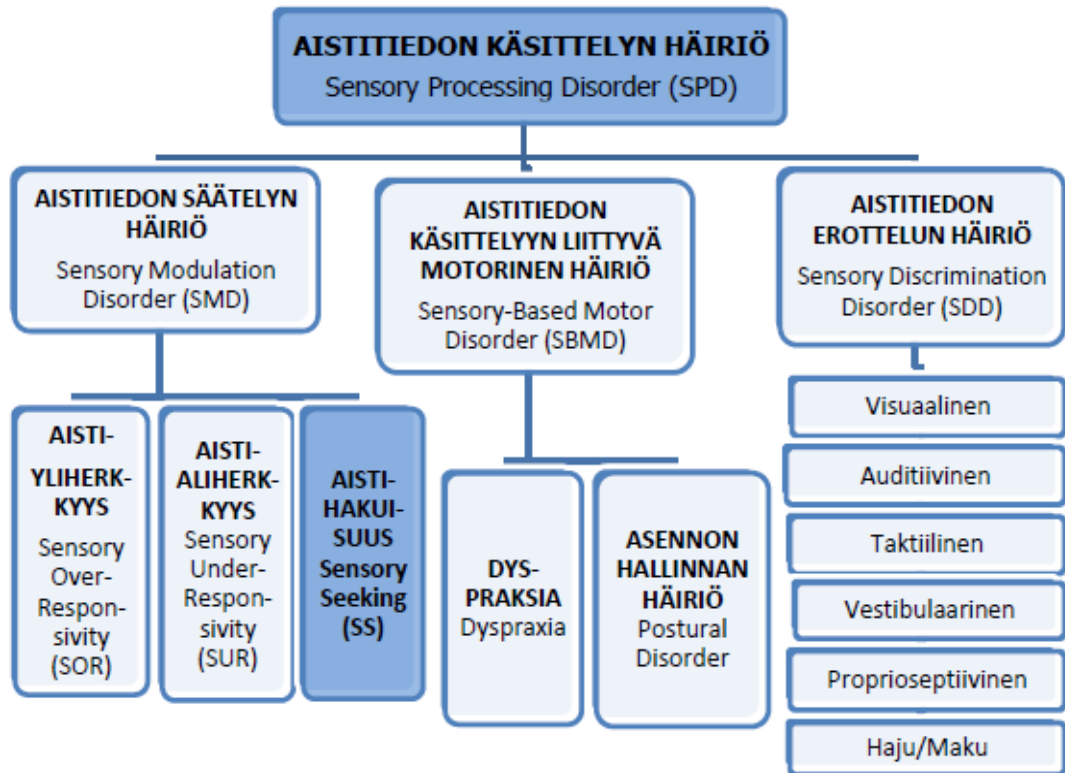 AISTITIEDON KÄSITTELYN HÄIRIÖ
Sensory Processing Disorder (SPD)
AISTITIEDON SÄÄTELYN
HÄIRIÖ
Sensory Modulation
Disorder (SMD)
AISTITIEDON
KÄSITTELYYN LIITTYVÄ
MOTORINEN HÄIRIÖ
Sensory-Based Motor
Disorder (SBMD)
AISTITIEDON
EROTTELUN HÄIRIÖ
Sensory Discrimination
Disorder (SDD)
AISTI-
YLIHERK-
KYYS
Sensory
Over-
Respon-
sivity
(SOR)
AISTI-
ALIHERK-
KYYS
Sensory
Under-
Respon-
sivity
(SUR)
AISTI-
HAKUI-
SUUS
Sensory
Seeking
(SS)
DYS-
PRAKSIA
Dyspraxia
ASENNON
HALLINNAN
HÄIRIÖ
Postural
Disorder
Visuaalinen
Auditiivinen
Taktiilinen
Vestibulaarinen
Proprioseptiivinen
Haju/Maku